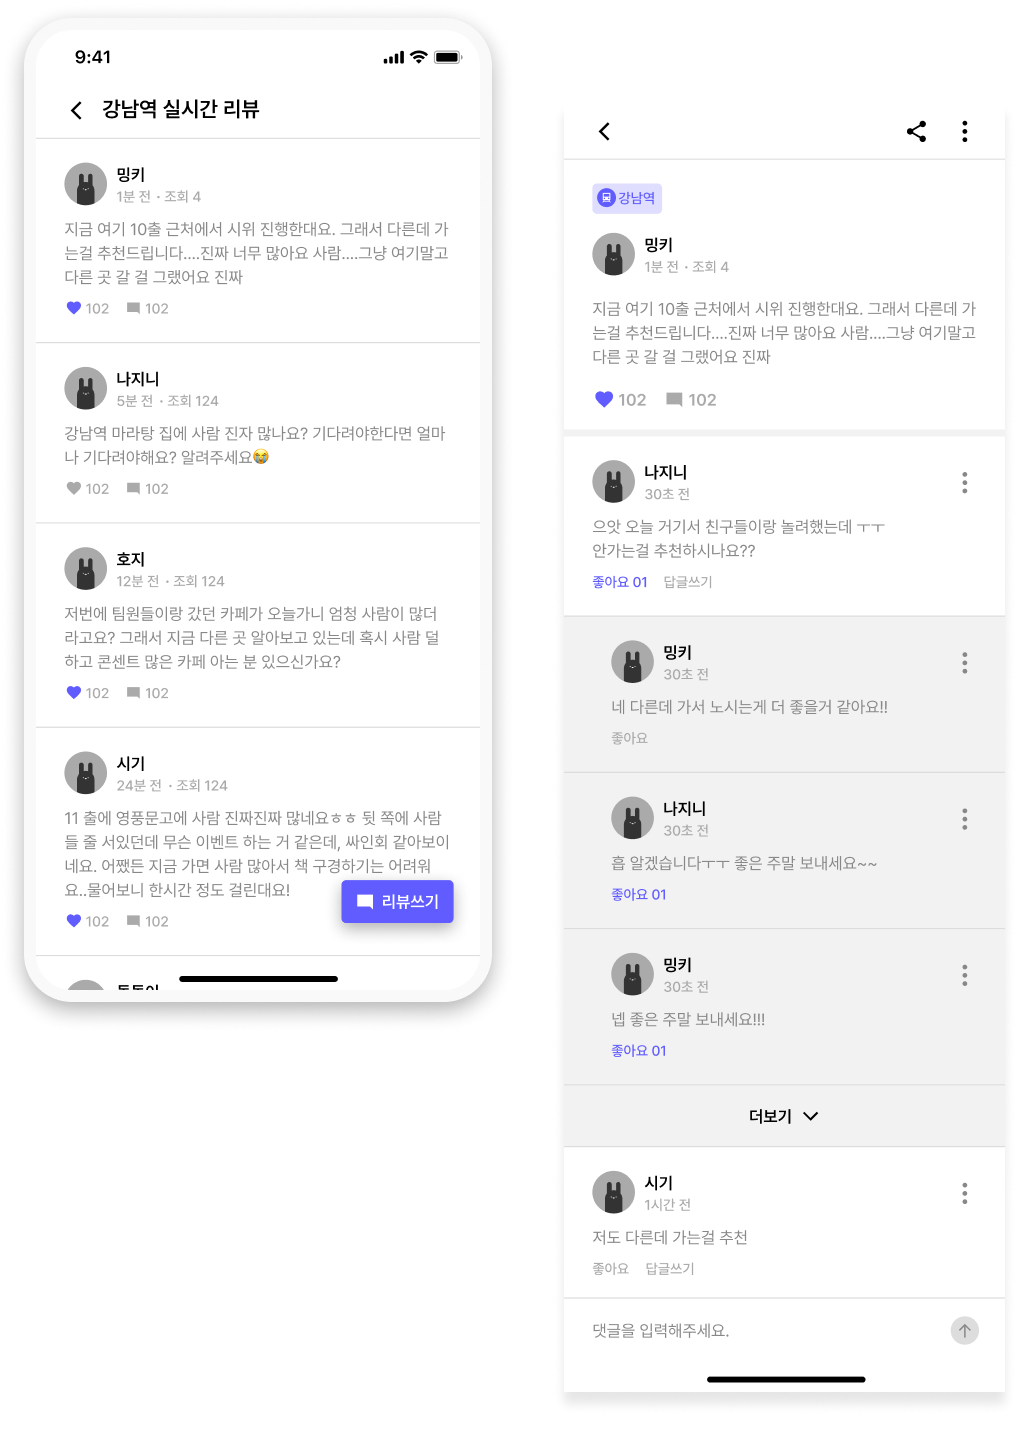 9:41
강남역 실시간 리뷰
밍키
1분 전 · 조회 4
지금 여기 10출 근처에서 시위 진행한대요. 그래서 다른데 가
는걸 추천드립니다....진짜 너무 많아요 사람....그냥 여기말고
다른 곳 갈 걸 그랬어요 진짜
102 102
나지니
5분 전 · 조회 124
강남역 마라탕 집에 사람 진자 많나요? 기다려야한다면 얼마
나 기다려야해요? 알려주세요😭
102 102
호지
12분 전 · 조회 124
저번에 팀원들이랑 갔던 카페가 오늘가니 엄청 사람이 많더
라고요? 그래서 지금 다른 곳 알아보고 있는데 혹시 사람 덜
하고 콘센트 많은 카페 아는 분 있으신가요?
102 102
시기
24분 전 · 조회 124
11 출에 영풍문고에 사람 진짜진짜 많네요ㅎㅎ 뒷 쪽에 사람
들 줄 서있던데 무슨 이벤트 하는 거 같은데, 싸인회 같아보이
네요. 어쨌든 지금 가면 사람 많아서 책 구경하기는 어려워
요..물어보니 한시간 정도 걸린대요!
102 102
리뷰쓰기
강남역
밍키
1분 전 · 조회 4
지금 여기 10출 근처에서 시위 진행한대요. 그래서 다른데 가
는걸 추천드립니다....진짜 너무 많아요 사람....그냥 여기말고
다른 곳 갈 걸 그랬어요 진짜
102 102
나지니
30초 전
으앗 오늘 거기서 친구들이랑 놀려했는데 ㅜㅜ
안가는걸 추천하시나요??
좋아요 01 답글쓰기
밍키
30초 전
네 다른데 가서 노시는게 더 좋을거 같아요!!
좋아요
나지니
30초 전
흡 알겠습니다ㅜㅜ 좋은 주말 보내세요~~
좋아요 01
밍키
30초 전
넵 좋은 주말 보내세요!!!
좋아요 01
더보기
시기
1시간 전
저도 다른데 가는걸 추천
좋아요 답글쓰기
댓글을 입력해주세요.